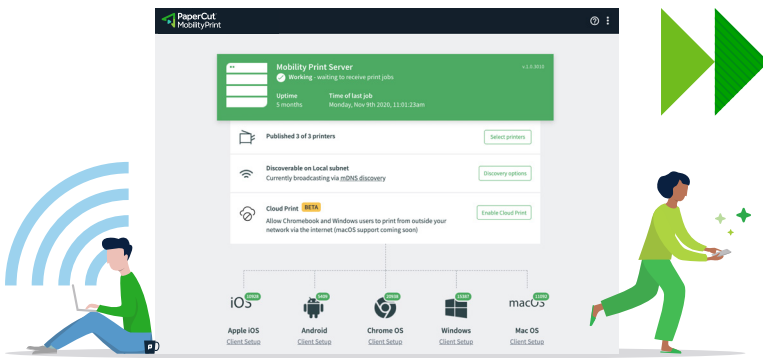 PaperCut
MobilityPrint
Mobility Print Server
Working - waiting to receive print jobs
Uptime
Time of last job
5 months
Monday, Nov 9th 2020, 11:01:23am
Published 3 of 3 printers
Select printers
Discoverable on Local subnet
Currently broadcasting via mDNS discovery
Discovery options
Cloud Print BETA
Allow Chromebook and Windows users to print from outside your
network via the internet (macOS support coming soon)
Enable Cloud Print
iOS
macOS
Apple iOS
Android
Chrome OS
Windows
Mac OS
Client Setup
Client Setup
Client Setup
Client Setup
Client Setup